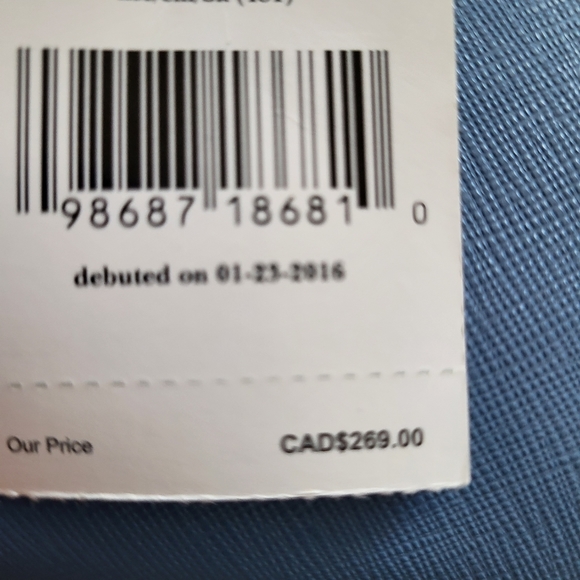 98687 18681 0
debuted on 01-23-2016
Our Price CAD$269.00